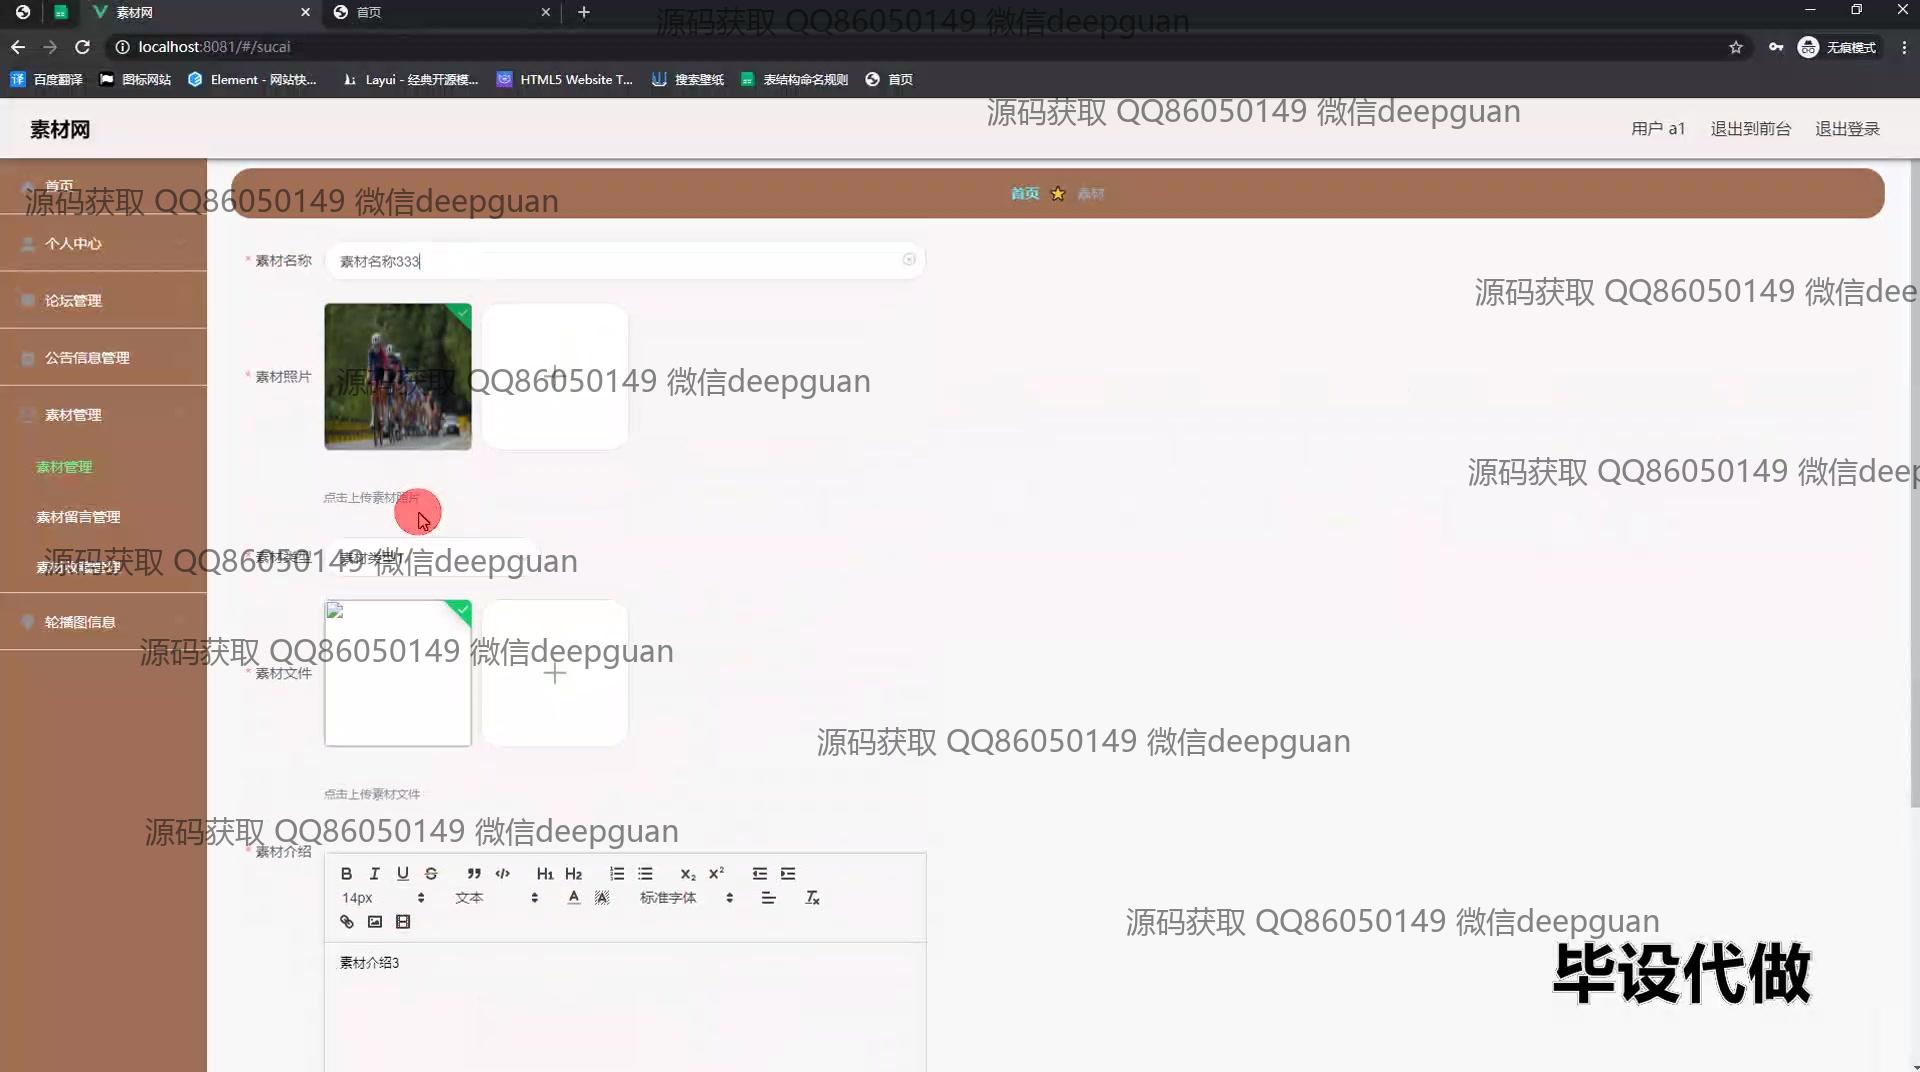 素材网
首页
localhost:8081/#/sucai
无痕模式
百度翻译
图标网站
Element - 网站快...
Layui - 经典开源模...
HTML5 Website T...
搜索壁纸
表结构命名规则
首页
源码获取 QQ86050149 微信deepguan
源码获取 QQ86050149 微信deepguan
素材网
用户 a1
退出到前台
退出登录
首页
源码获取 QQ86050149 微信deepguan
首页
素材
个人中心
* 素材名称
素材名称333
论坛管理
源码获取 QQ86050149 微信dee
公告信息管理
* 素材照片
源码获取 QQ86050149 微信deepguan
素材管理
素材管理
源码获取 QQ86050149 微信deep
点击上传素材照片
素材留言管理
* 素材类型
源码获取 QQ86050149 微信deepguan
轮播图信息
源码获取 QQ86050149 微信deepguan
* 素材文件
源码获取 QQ86050149 微信deepguan
点击上传素材文件
源码获取 QQ86050149 微信deepguan
* 素材介绍
B I U S H1 H2 X₂ X²
14px
文本
A
标准字体
源码获取 QQ86050149 微信deepguan
素材介绍3
毕设代做